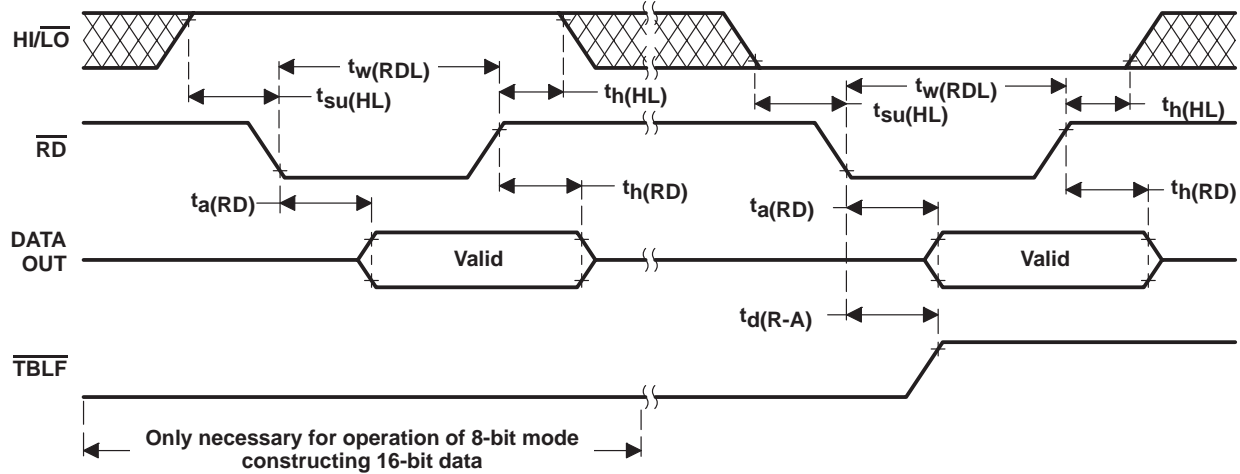 HI/LO
tw(RDL)
tsu(HL)
th(HL)
tw(RDL)
tsu(HL)
th(HL)
RD
ta(RD)
th(RD)
ta(RD)
th(RD)
DATA
OUT
Valid
Valid
td(R-A)
TBLF
Only necessary for operation of 8-bit mode
constructing 16-bit data